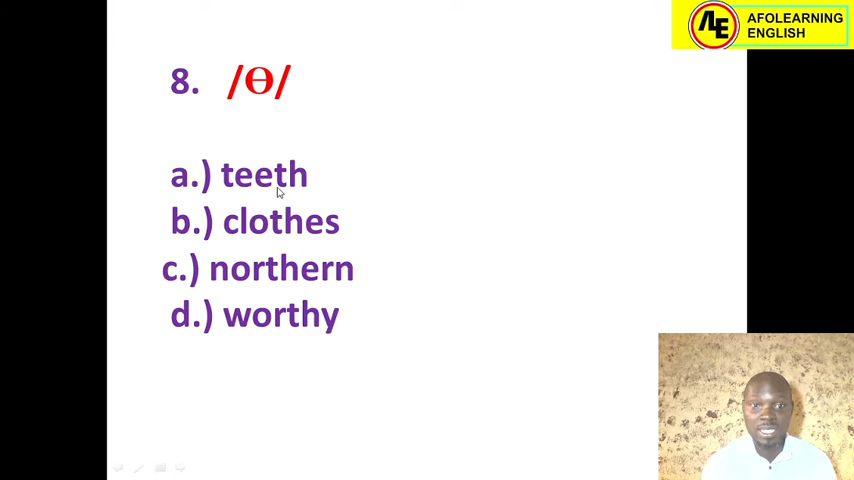 AFOLEARNING
ENGLISH
8. /Ɵ/
a.) teeth
b.) clothes
c.) northern
d.) worthy